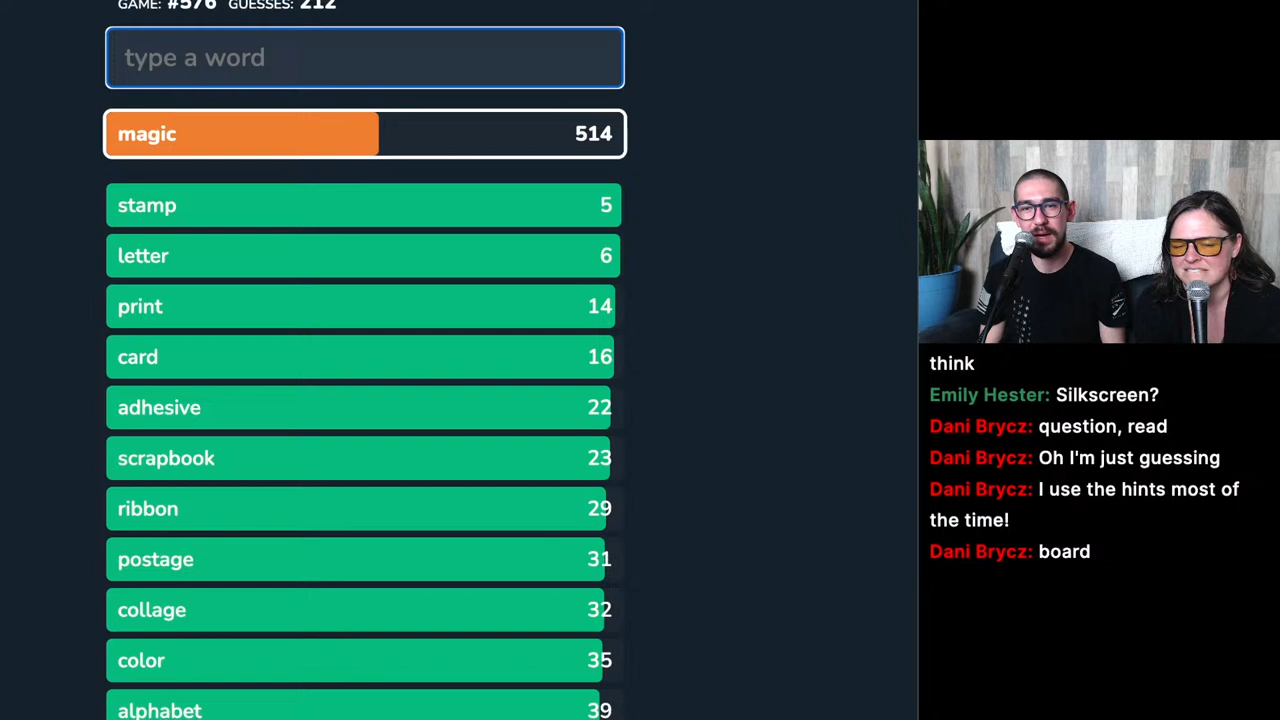 GAME: #576 GUESSES: 212
type a word
magic 514
stamp 5
letter 6
print 14
card 16
adhesive 22
scrapbook 23
ribbon 29
postage 31
collage 32
color 35
alphabet 39
think
Emily Hester: Silkscreen?
Dani Brycz: question, read
Dani Brycz: Oh I'm just guessing
Dani Brycz: I use the hints most of
the time!
Dani Brycz: board